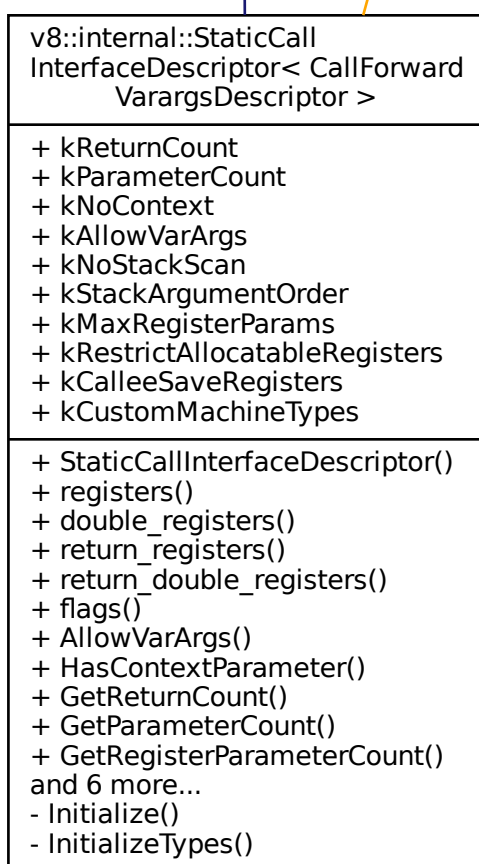 v8::internal::StaticCall
InterfaceDescriptor< CallForward
VarargsDescriptor >
+ kReturnCount
+ kParameterCount
+ kNoContext
+ kAllowVarArgs
+ kNoStackScan
+ kStackArgumentOrder
+ kMaxRegisterParams
+ kRestrictAllocatableRegisters
+ kCalleeSaveRegisters
+ kCustomMachineTypes
+ StaticCallInterfaceDescriptor()
+ registers()
+ double_registers()
+ return_registers()
+ return_double_registers()
+ flags()
+ AllowVarArgs()
+ HasContextParameter()
+ GetReturnCount()
+ GetParameterCount()
+ GetRegisterParameterCount()
and 6 more...
- Initialize()
- InitializeTypes()